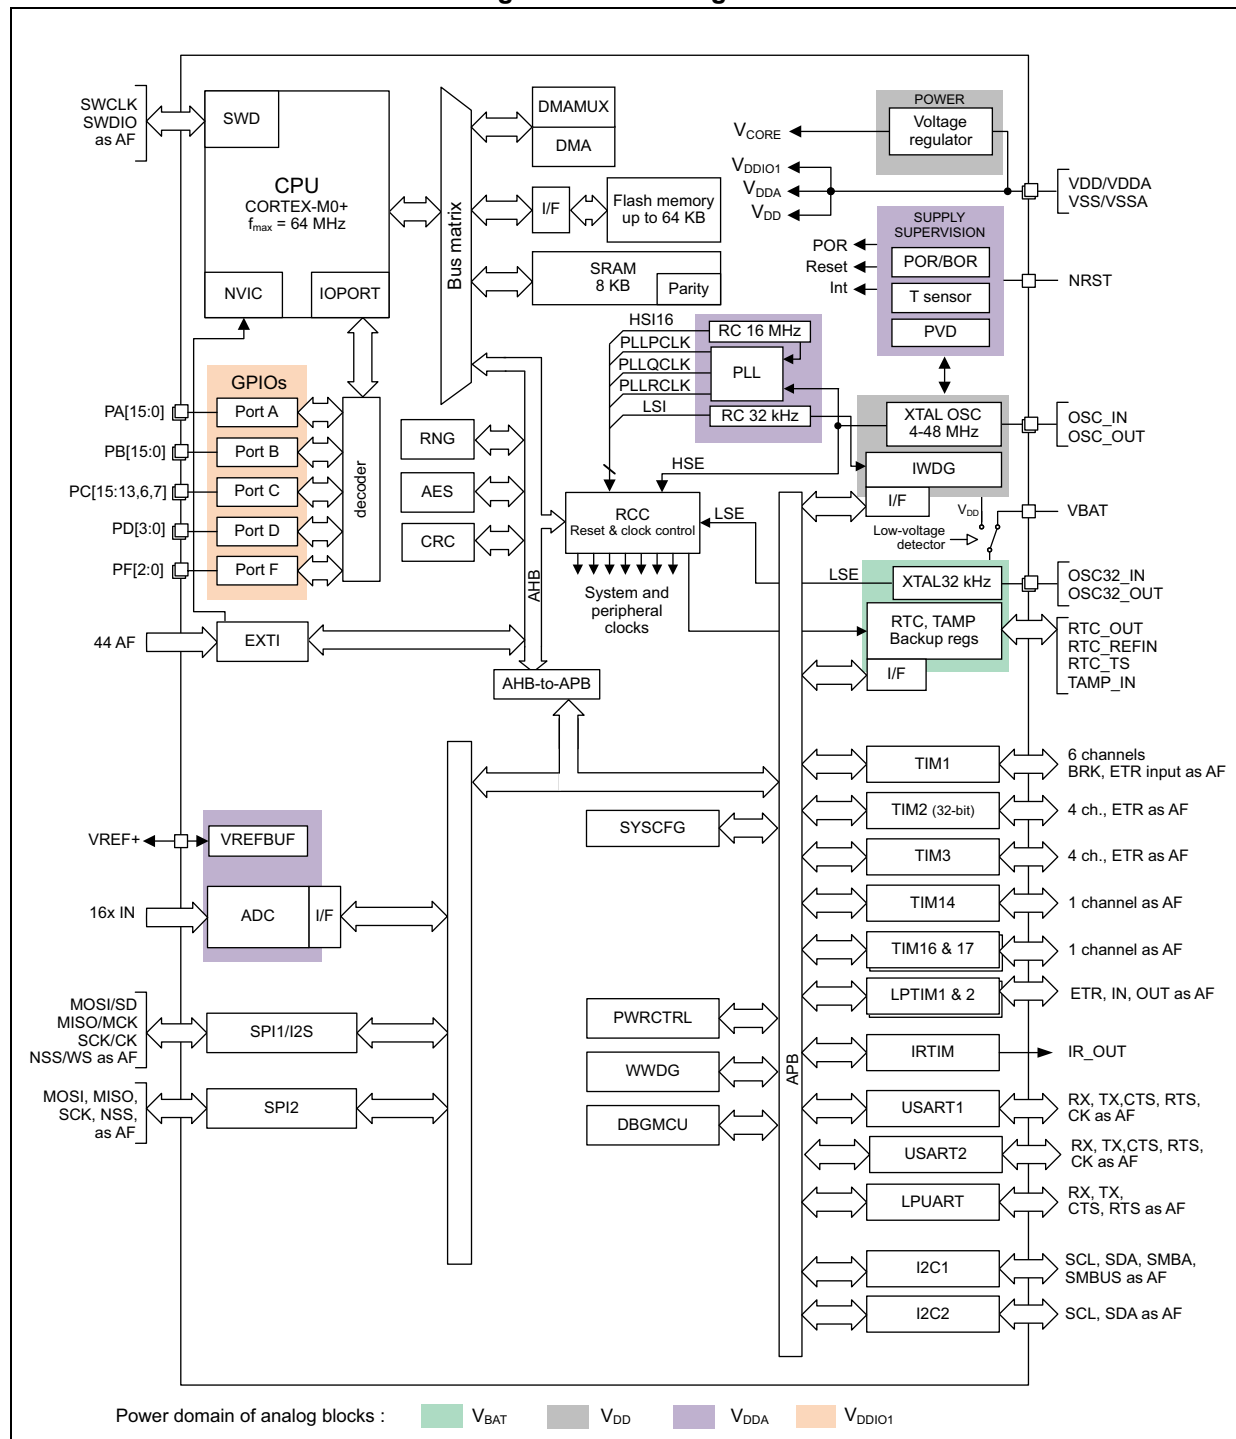 SWCLK
SWDIO
as AF
SWD
CPU
CORTEX-M0+
fmax = 64 MHz
NVIC
IOPORT
Bus matrix
DMAMUX
DMA
I/F
Flash memory
up to 64 KB
SRAM
8 KB
Parity
POWER
Voltage
regulator
VCORE
VDDIO1
VDDA
VDD
VDD/VDDA
VSS/VSSA
SUPPLY
SUPERVISION
POR
Reset
Int
POR/BOR
T sensor
PVD
NRST
HSI16
PLLPCLK
PLLQCLK
PLLRCLK
LSI
RC 16 MHz
PLL
RC 32 kHz
XTAL OSC
4-48 MHz
IWDG
I/F
OSC_IN
OSC_OUT
GPIOs
PA[15:0]
Port A
PB[15:0]
Port B
PC[15:13,6,7]
Port C
PD[3:0]
Port D
PF[2:0]
Port F
decoder
RNG
AES
CRC
HSE
RCC
Reset & clock control
LSE
VDD
Low-voltage
detector
VBAT
System and
peripheral
clocks
LSE
XTAL32 kHz
OSC32_IN
OSC32_OUT
RTC, TAMP
Backup regs
I/F
RTC_OUT
RTC_REFIN
RTC_TS
TAMP_IN
AHB
44 AF
EXTI
AHB-to-APB
TIM1
6 channels
BRK, ETR input as AF
TIM2 (32-bit)
4 ch., ETR as AF
SYSCFG
VREF+
VREFBUF
TIM3
4 ch., ETR as AF
16x IN
ADC
I/F
TIM14
1 channel as AF
TIM16 & 17
1 channel as AF
LPTIM1 & 2
ETR, IN, OUT as AF
MOSI/SD
MISO/MCK
SCK/CK
NSS/WS as AF
SPI1/I2S
PWRCTRL
APB
IRTIM
IR_OUT
WWDG
MOSI, MISO,
SCK, NSS,
as AF
SPI2
DBGMCU
USART1
RX, TX,CTS, RTS,
CK as AF
USART2
RX, TX,CTS, RTS,
CK as AF
LPUART
RX, TX,
CTS, RTS as AF
I2C1
SCL, SDA, SMBA,
SMBUS as AF
I2C2
SCL, SDA as AF
Power domain of analog blocks : VBAT VDD VDDA VDDIO1